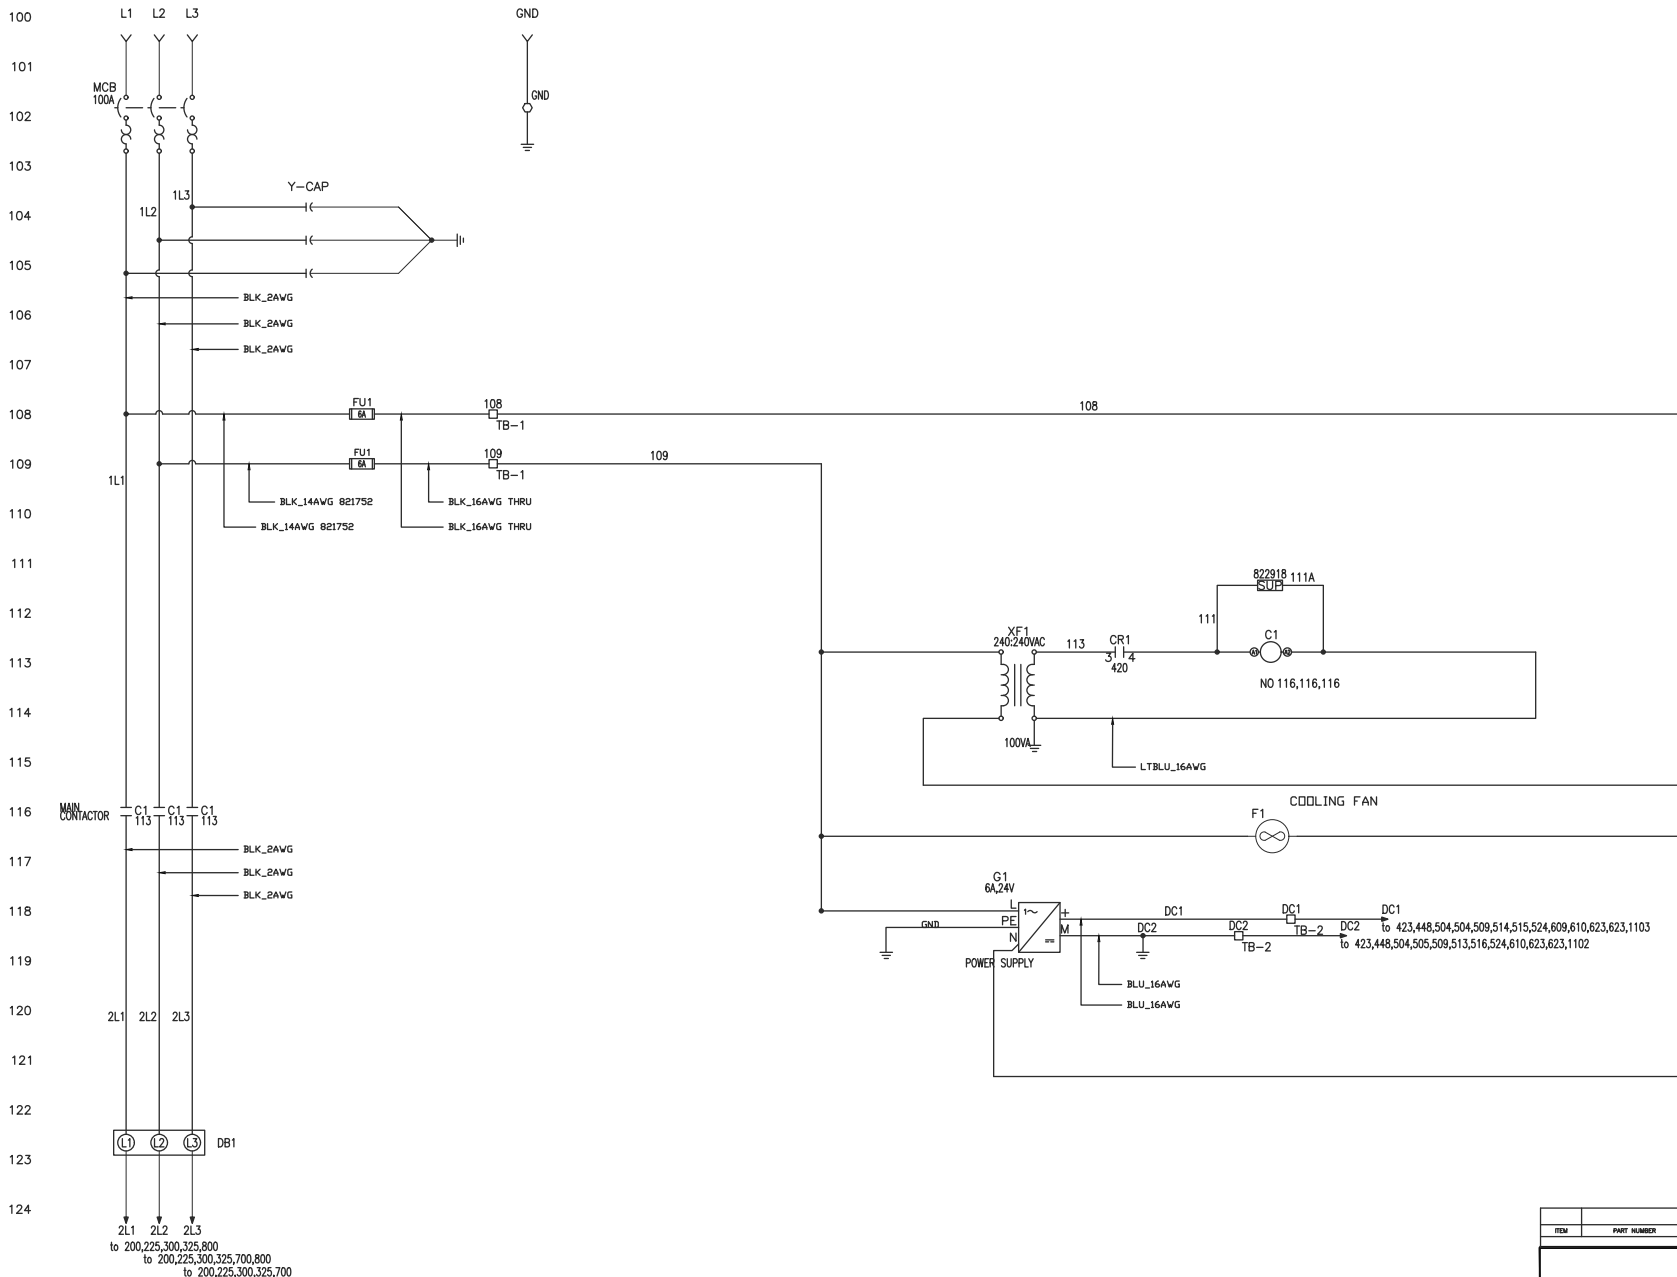 100
L1 L2 L3 GND
101
MCB
100A
GND
102
103
Y-CAP
1L3
1L2
104
105
BLK_2AWG
106
BLK_2AWG
BLK_2AWG
107
FU1
6A
108
108
108
TB-1
108
FU1
6A
109
109
109
TB-1
109
1L1
BLK_14AWG 821752
BLK_16AWG THRU
110
BLK_14AWG 821752
BLK_16AWG THRU
111
822918
SUP
111A
112
111
XF1
240:240VAC
113
CR1
3 4
420
C1
A1 A2
113
NO 116,116,116
114
100VA
115
LTBLU_16AWG
COOLING FAN
116
MAIN
CONTACTOR
C1
113
C1
113
C1
113
F1
BLK_2AWG
117
BLK_2AWG
G1
6A,24V
BLK_2AWG
118
L
PE
N
1~
+
M
GND
DC1
DC1
TB-2
DC1
to 423,448,504,504,509,514,515,524,609,610,623,623,1103
DC2
DC2
TB-2
DC2
to 423,448,504,505,509,513,516,524,610,623,623,1102
119
POWER SUPPLY
BLU_16AWG
BLU_16AWG
120
2L1 2L2 2L3
121
122
L1 L2 L3 DB1
123
124
2L1 2L2 2L3
to 200,225,300,325,800
to 200,225,300,325,700,800
to 200,225,300,325,700
ITEM PART NUMBER